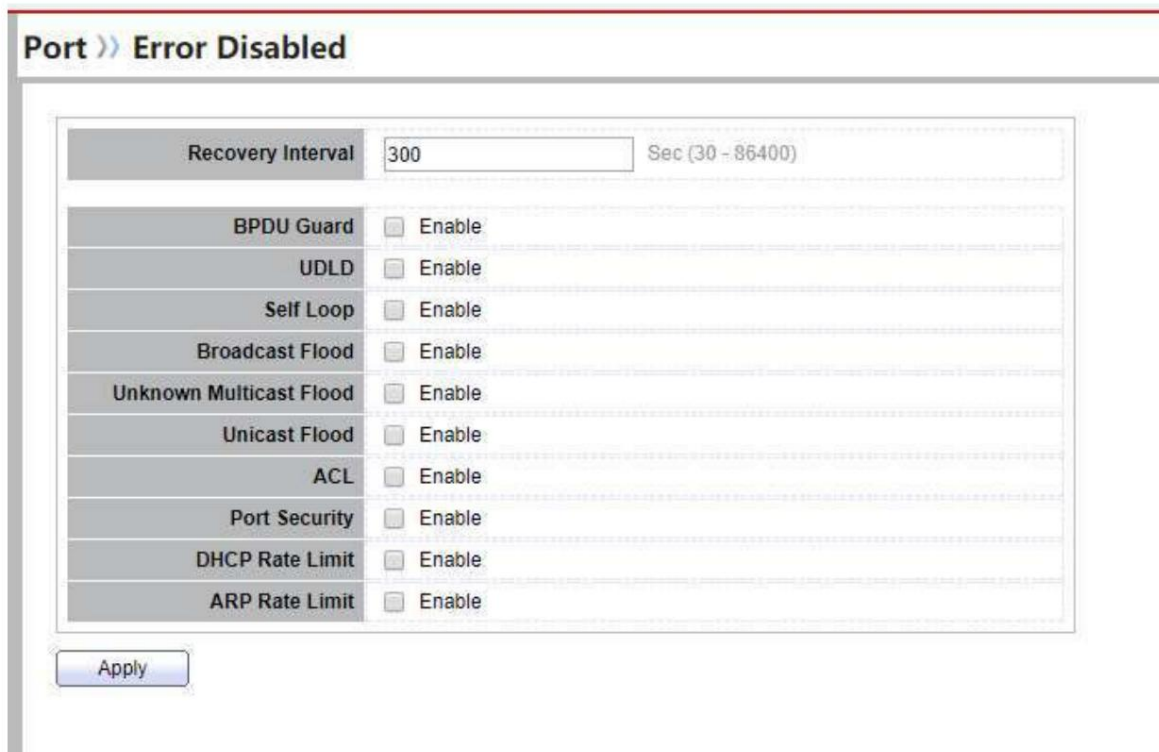 Port » Error Disabled
Recovery Interval 300 Sec (30 - 86400)
BPDU Guard Enable
UDLD Enable
Self Loop Enable
Broadcast Flood Enable
Unknown Multicast Flood Enable
Unicast Flood Enable
ACL Enable
Port Security Enable
DHCP Rate Limit Enable
ARP Rate Limit Enable
Apply